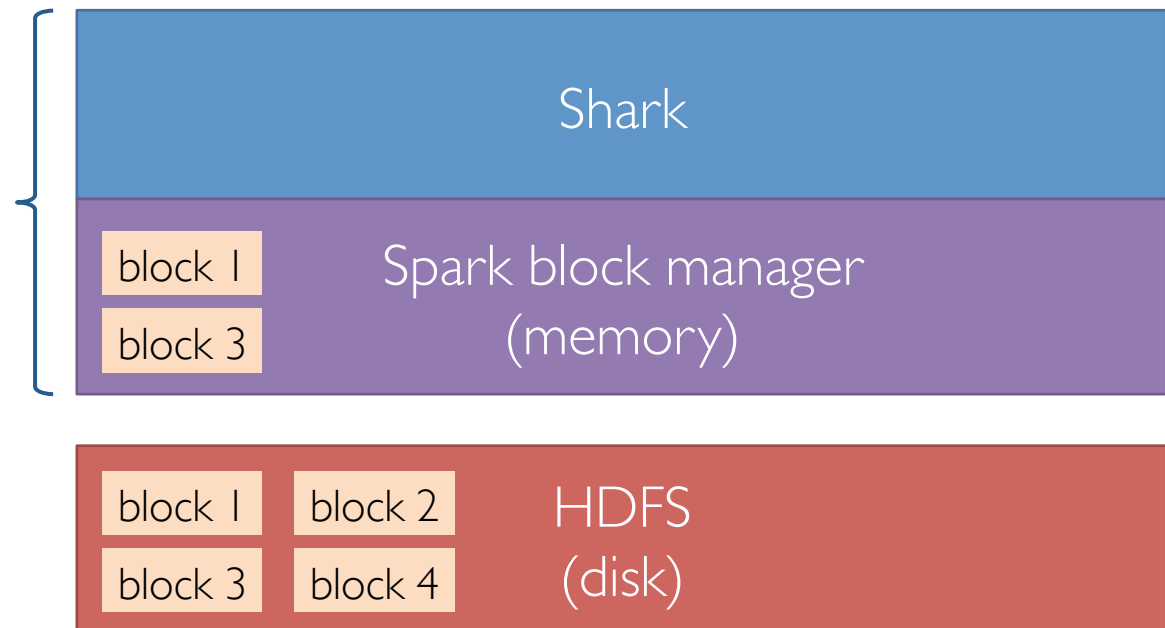 Shark
block 1
block 3
Spark block manager
(memory)
block 1 block 2
block 3 block 4
HDFS
(disk)